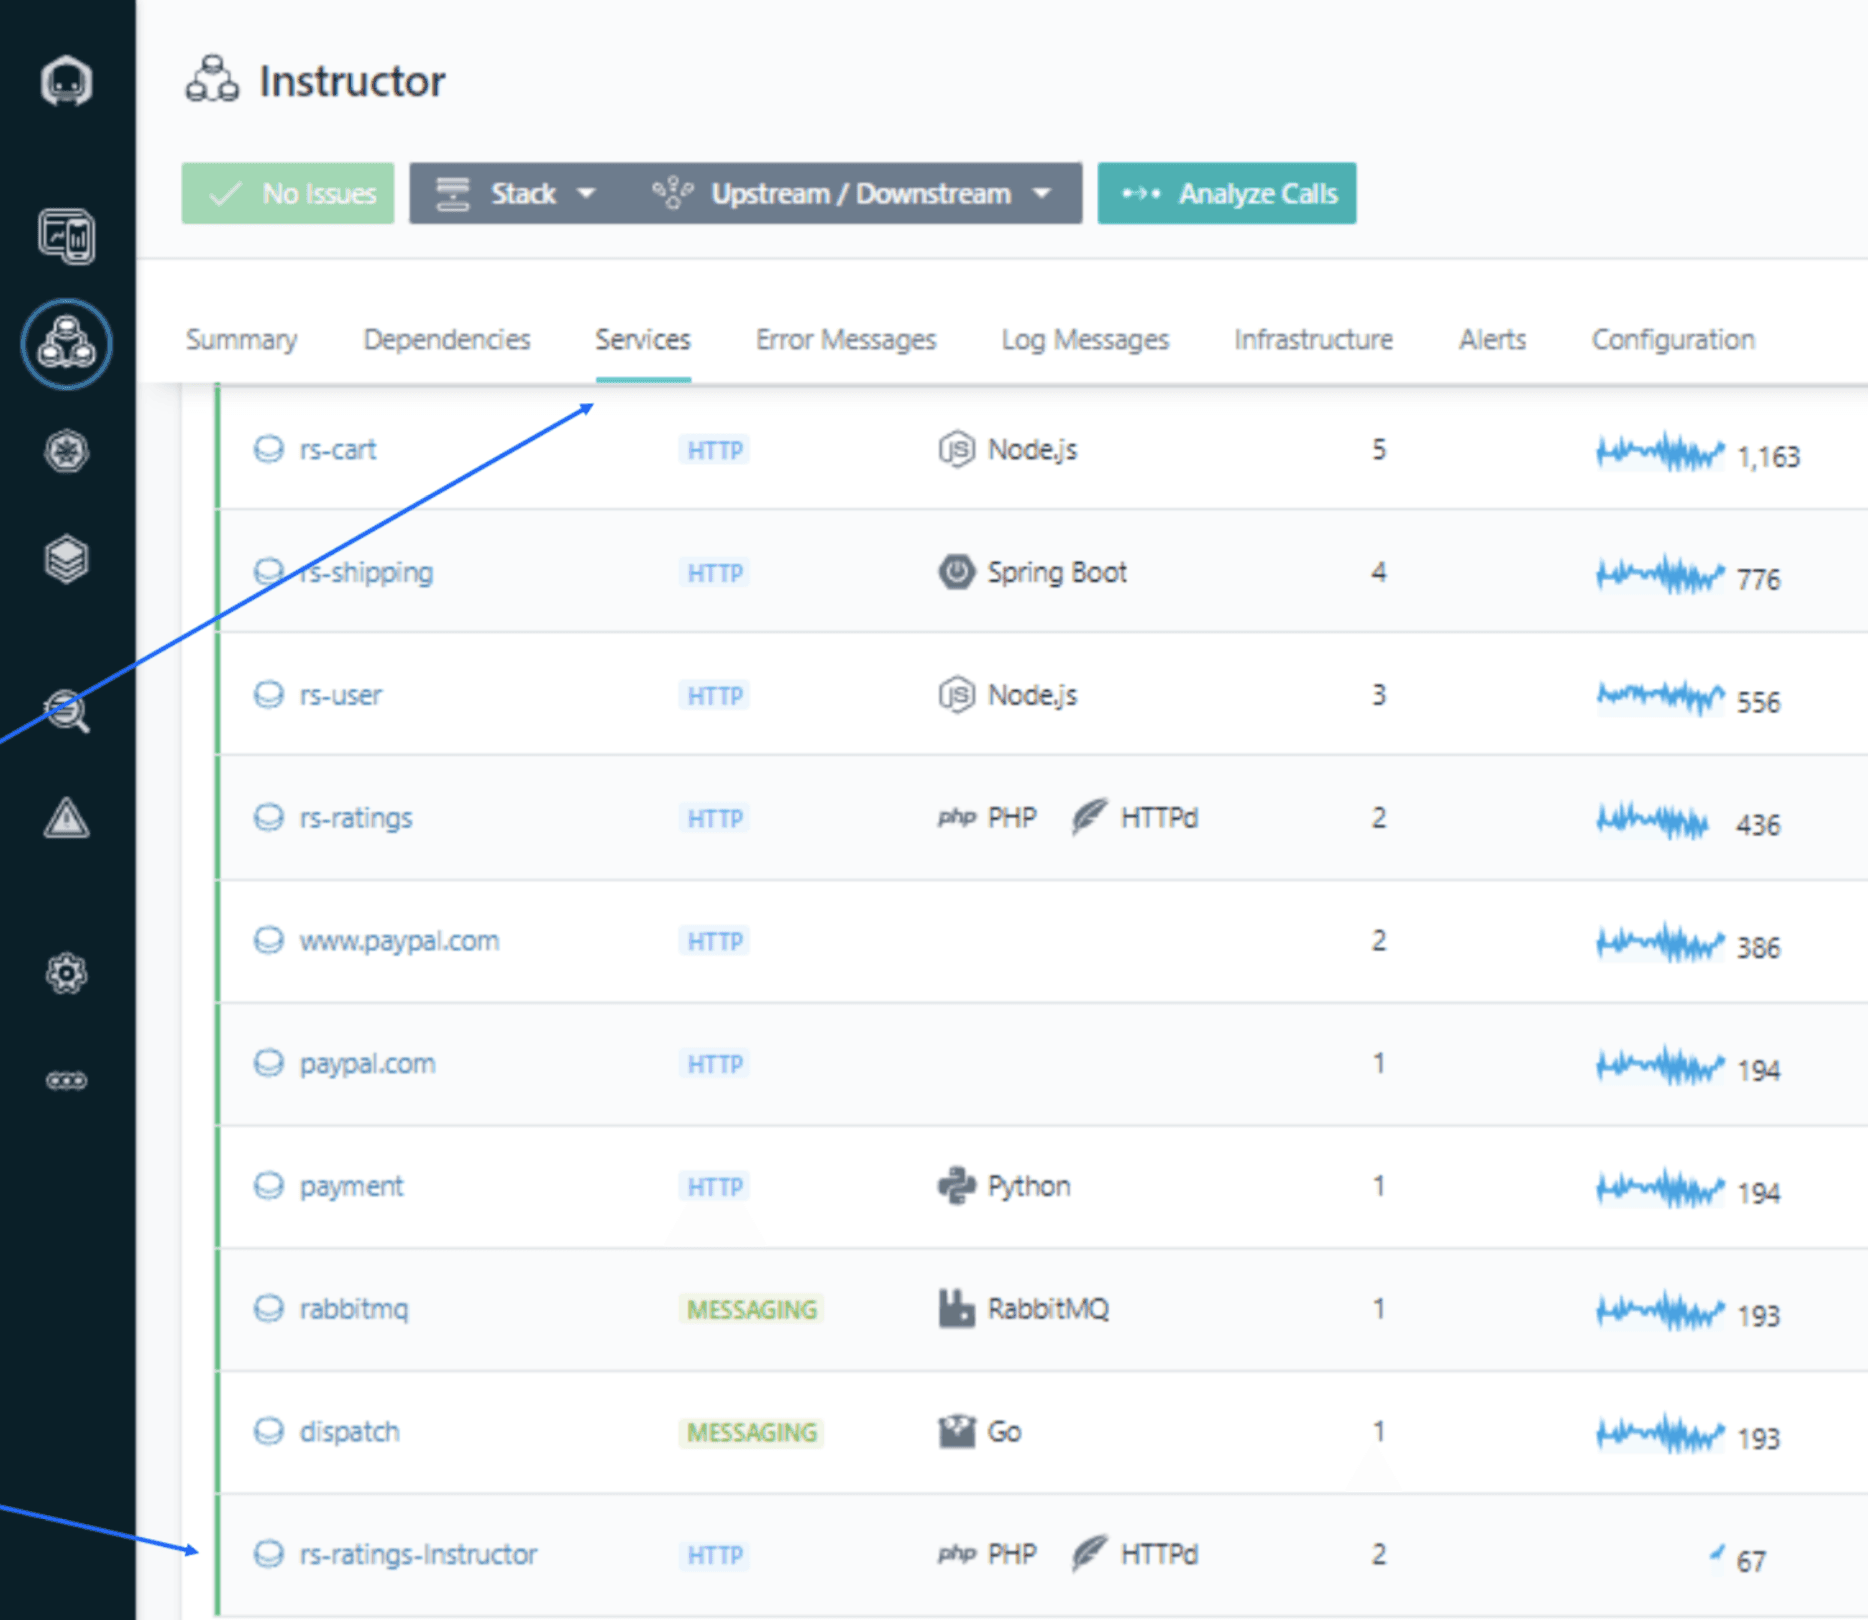 Instructor
No Issues Stack Upstream / Downstream Analyze Calls
Summary Dependencies Services Error Messages Log Messages Infrastructure Alerts Configuration
rs-cart HTTP JS Node.js 5 1,163
rs-shipping HTTP Spring Boot 4 776
rs-user HTTP JS Node.js 3 556
rs-ratings HTTP php PHP HTTPd 2 436
www.paypal.com HTTP 2 386
paypal.com HTTP 1 194
payment HTTP Python 1 194
rabbitmq MESSAGING RabbitMQ 1 193
dispatch MESSAGING Go 1 193
rs-ratings-Instructor HTTP php PHP HTTPd 2 67